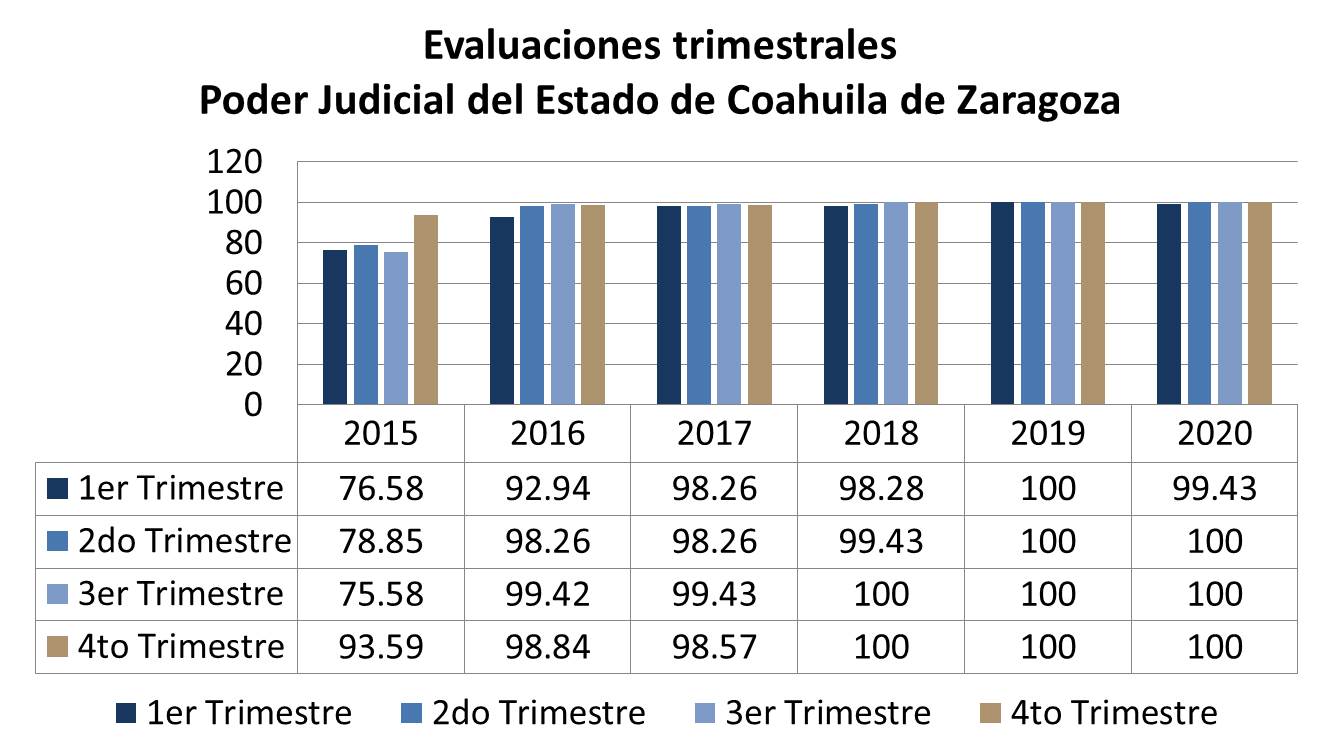 Evaluaciones trimestrales
Poder Judicial del Estado de Coahuila de Zaragoza
120
100
80
60
40
20
0
2015 2016 2017 2018 2019 2020
1er Trimestre 76.58 92.94 98.26 98.28 100 99.43
2do Trimestre 78.85 98.26 98.26 99.43 100 100
3er Trimestre 75.58 99.42 99.43 100 100 100
4to Trimestre 93.59 98.84 98.57 100 100 100
1er Trimestre 2do Trimestre 3er Trimestre 4to Trimestre